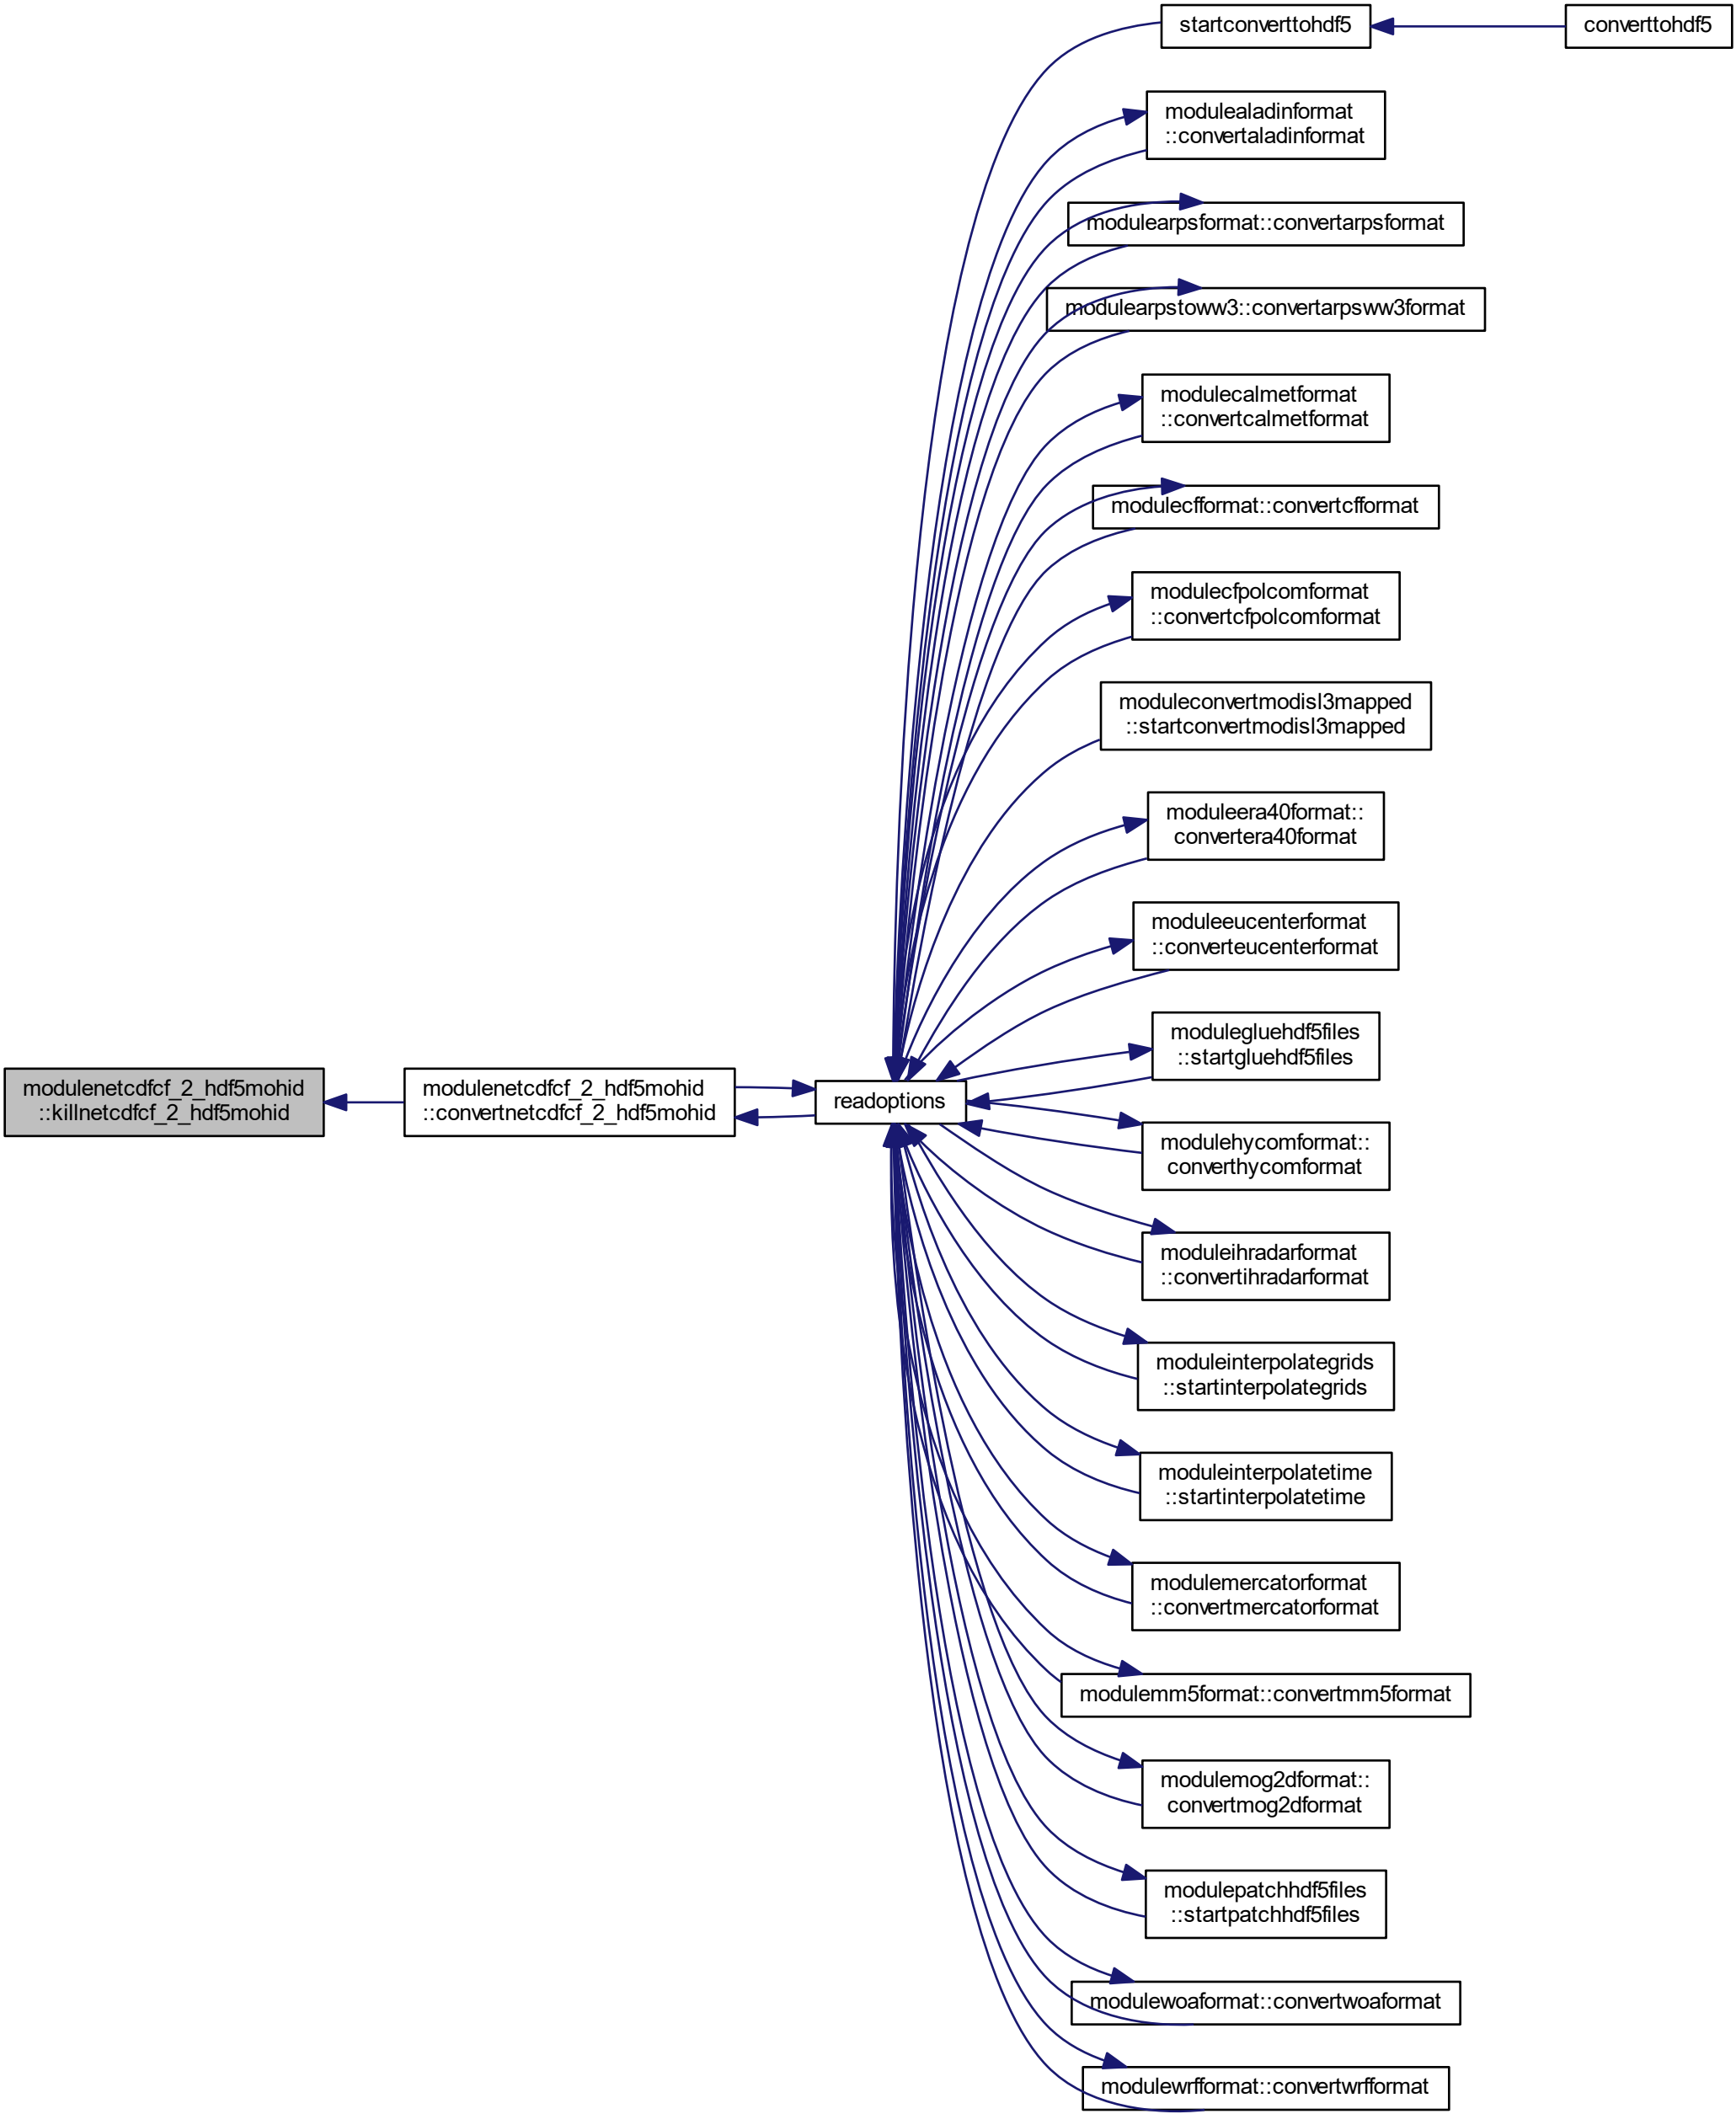 startconverttohdf5
converttohdf5
modulealadinformat
::convertaladinformat
modulearpsformat::convertarpsformat
modulearpstoww3::convertarpsww3format
modulecalmetformat
::convertcalmetformat
modulecfformat::convertcfformat
modulecfpolcomformat
::convertcfpolcomformat
moduleconvertmodisl3mapped
::startconvertmodisl3mapped
moduleera40format::
convertera40format
moduleeucenterformat
::converteucenterformat
modulegluehdf5files
::startgluehdf5files
modulenetcdfcf_2_hdf5mohid
::killnetcdfcf_2_hdf5mohid
modulenetcdfcf_2_hdf5mohid
::convertnetcdfcf_2_hdf5mohid
readoptions
modulehycomformat::
converthycomformat
moduleihradarformat
::convertihradarformat
moduleinterpolategrids
::startinterpolategrids
moduleinterpolatetime
::startinterpolatetime
modulemercatorformat
::convertmercatorformat
modulemm5format::convertmm5format
modulemog2dformat::
convertmog2dformat
modulepatchhdf5files
::startpatchhdf5files
modulewoaformat::convertwoaformat
modulewrfformat::convertwrfformat